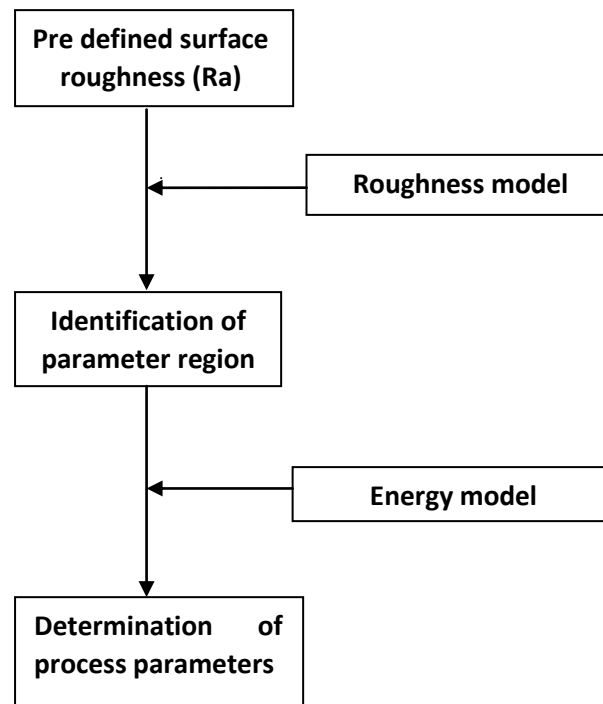 Pre defined surface
roughness (Ra)
Roughness model
Identification of
parameter region
Energy model
Determination of
process parameters